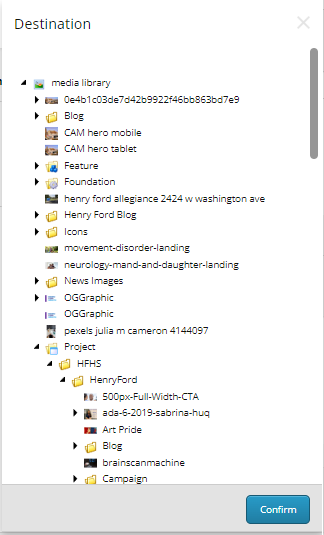 Destination
media library
0e4b1c03de7d42b9922f46bb863bd7e9
Blog
CAM hero mobile
CAM hero tablet
Feature
Foundation
henry ford allegiance 2424 w washington ave
Henry Ford Blog
Icons
movement-disorder-landing
neurology-mand-and-daughter-landing
News Images
OGGraphic
OGGraphic
pexels julia m cameron 4144097
Project
HFHS
HenryFord
500px-Full-Width-CTA
ada-6-2019-sabrina-huq
Art Pride
Blog
brainscanmachine
Campaign
Confirm